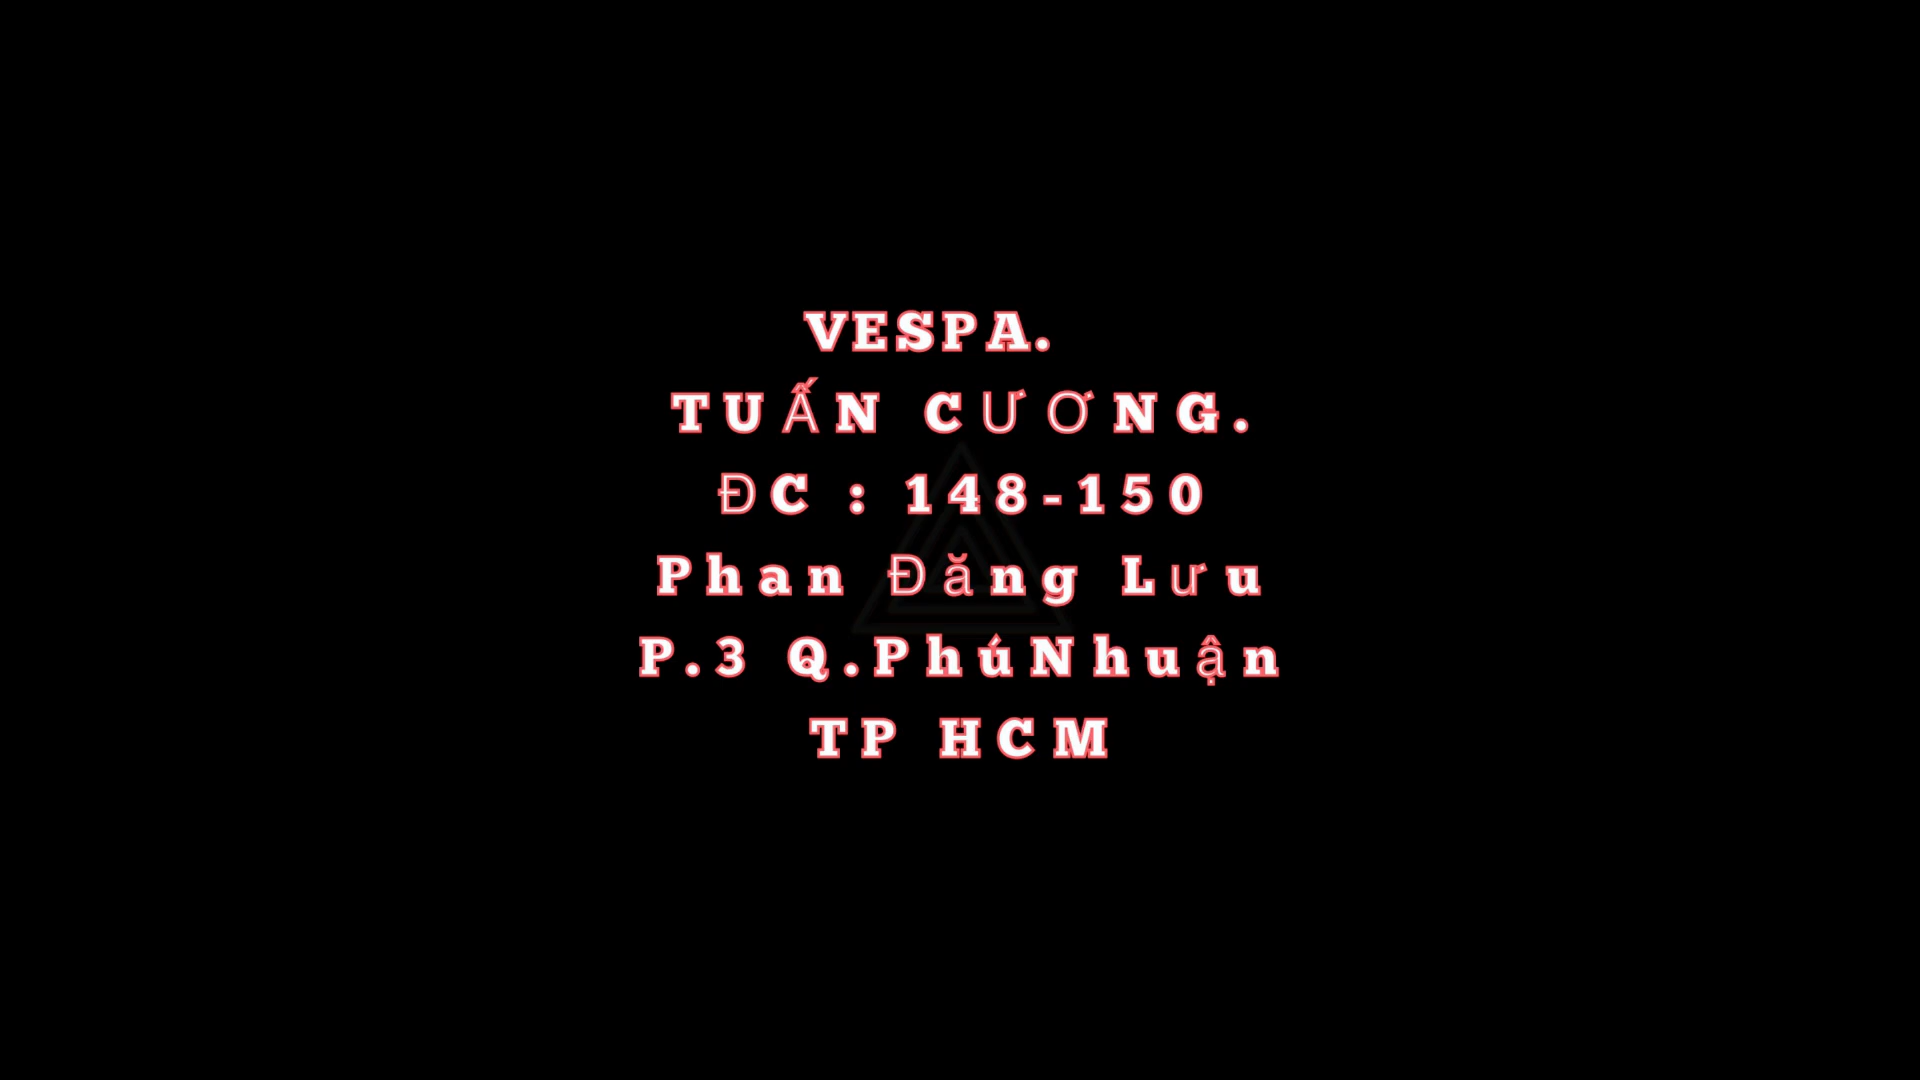 VESPA.
TUẤN CƯƠNG.
ĐC : 148-150
Phan Đăng Lưu
P.3 Q.PhúNhuận
TP HCM